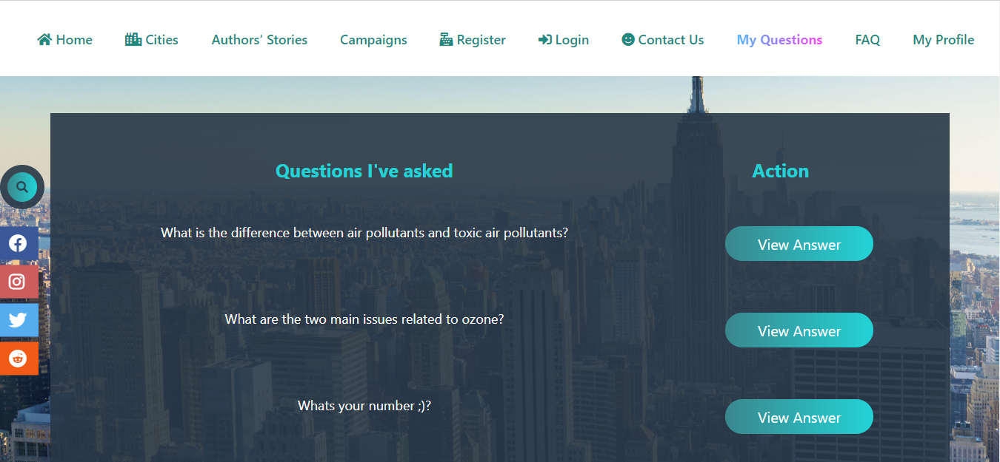 Home Cities Authors' Stories Campaigns Register Login Contact Us My Questions FAQ My Profile
Questions I've asked Action
What is the difference between air pollutants and toxic air pollutants? View Answer
What are the two main issues related to ozone? View Answer
Whats your number ;)? View Answer